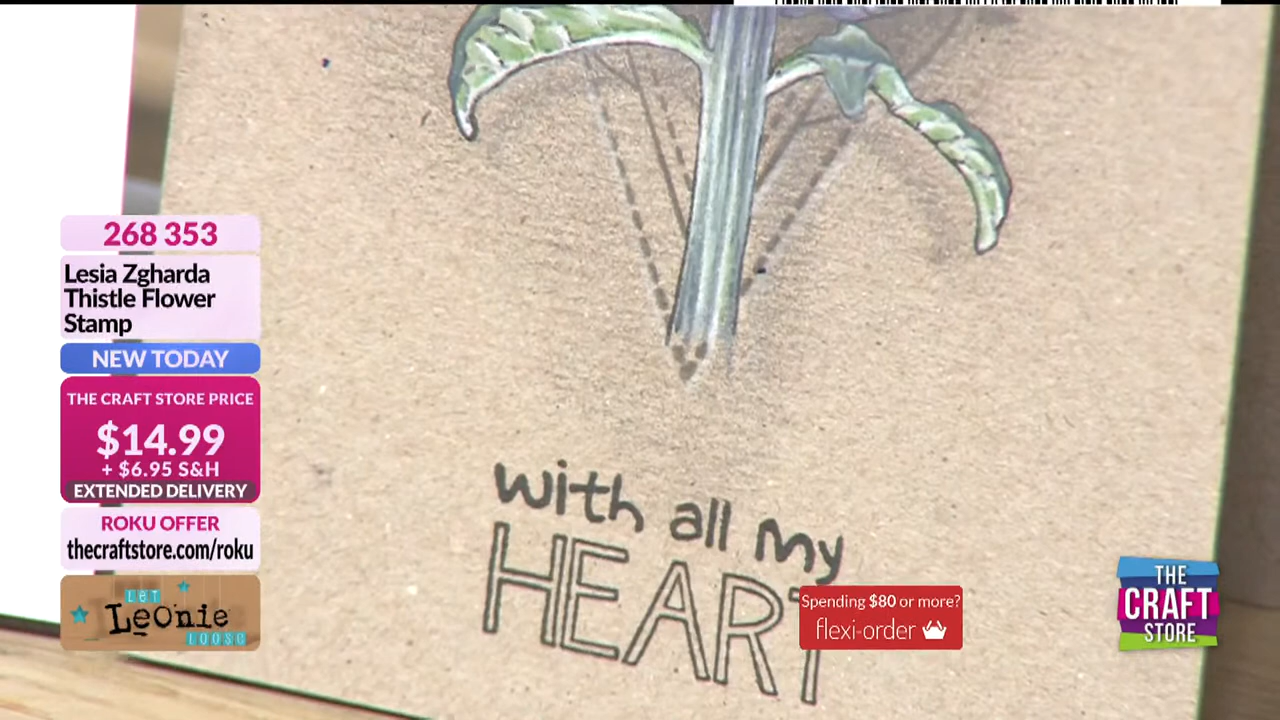 268 353
Lesia Zgharda
Thistle Flower
Stamp
NEW TODAY
THE CRAFT STORE PRICE
$14.99
+ $6.95 S&H
EXTENDED DELIVERY
ROKU OFFER
thecraftstore.com/roku
LET
Leonie
LOOSE
with all my
HEART
Spending $80 or more?
flexi-order
THE
CRAFT
STORE